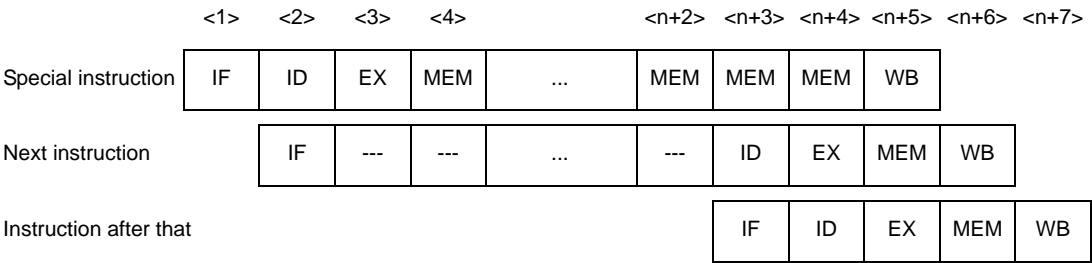 <1> <2> <3> <4> <n+2> <n+3> <n+4> <n+5> <n+6> <n+7>
Special instruction IF ID EX MEM ... MEM MEM MEM WB
Next instruction IF --- --- ... --- ID EX MEM WB
Instruction after that IF ID EX MEM WB